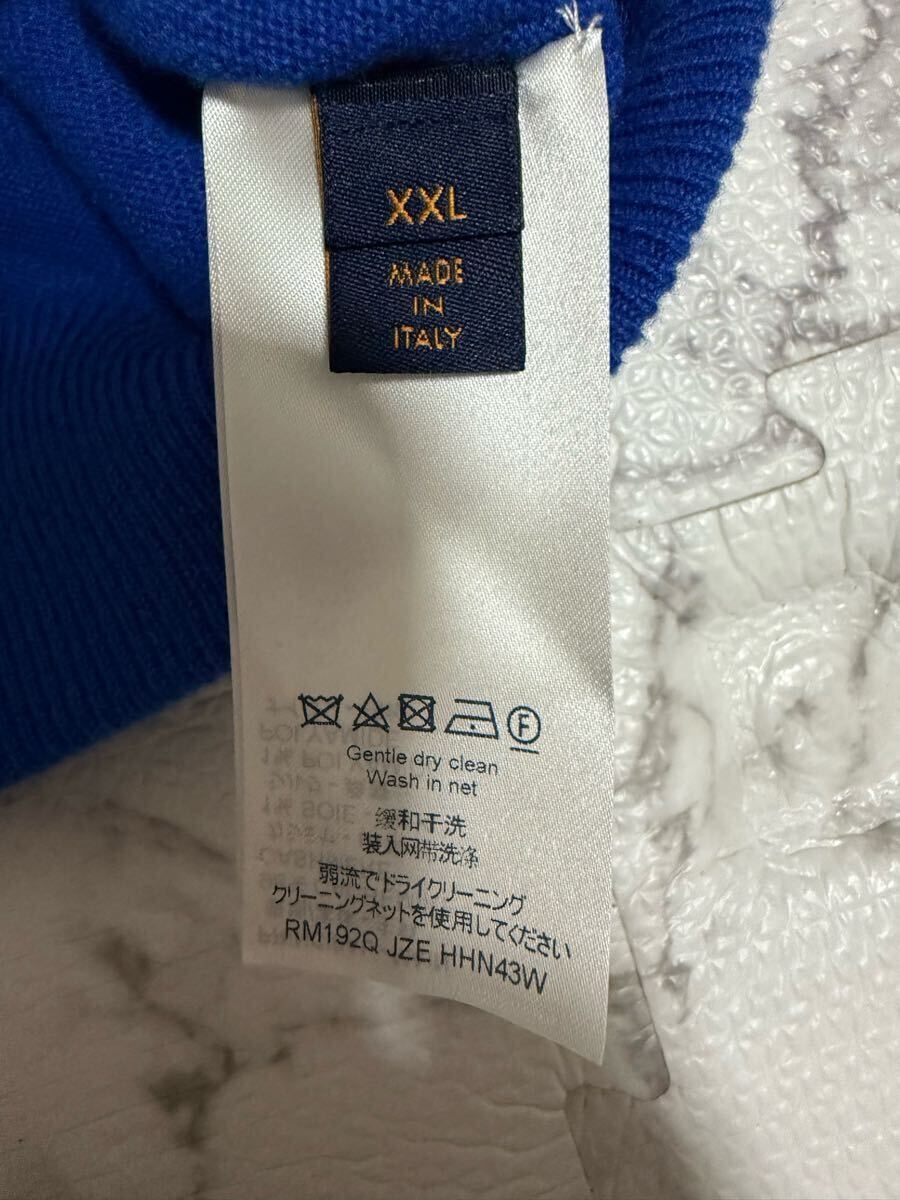 XXL
MADE
IN
ITALY
F
Gentle dry clean
Wash in net
缓和干洗
装入网带洗涤
弱流でドライクリーニング
クリーニングネットを使用してください
RM192Q JZE HHN43W